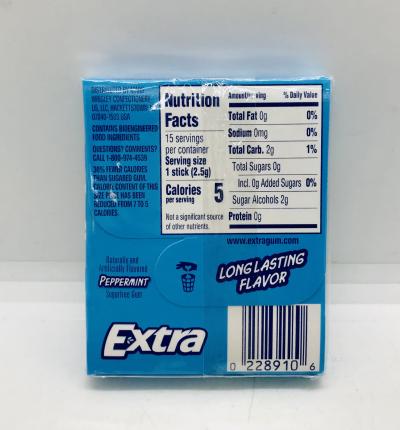 DISTRIBUTED BY
WRIGLEY CONFECTIONERY
US, LLC, HACKETTSTOWN
07840-1503 USA
CONTAINS BIOENGINEERED
FOOD INGREDIENTS
QUESTIONS? COMMENTS?
CALL 1-800-974-4539
30% FEWER CALORIES
THAN SUGARED GUM.
CALORIE CONTENT OF THIS
SIZE PIECE HAS BEEN
REDUCED FROM 7 TO 5
CALORIES.
Nutrition
Facts
15 servings
per container
Serving size
1 stick (2.5g)
Calories 5
per serving
Not a significant source
of other nutrients.
% Daily Value
Total Fat 0g 0%
Sodium 0mg 0%
Total Carb. 2g 1%
Total Sugars 0g
Incl. 0g Added Sugars 0%
Sugar Alcohols 2g
Protein 0g
www.extragum.com
Naturally and
Artificially Flavored
PEPPERMINT
Sugarfree Gum
LONG LASTING
FLAVOR
Extra
0 228910 6